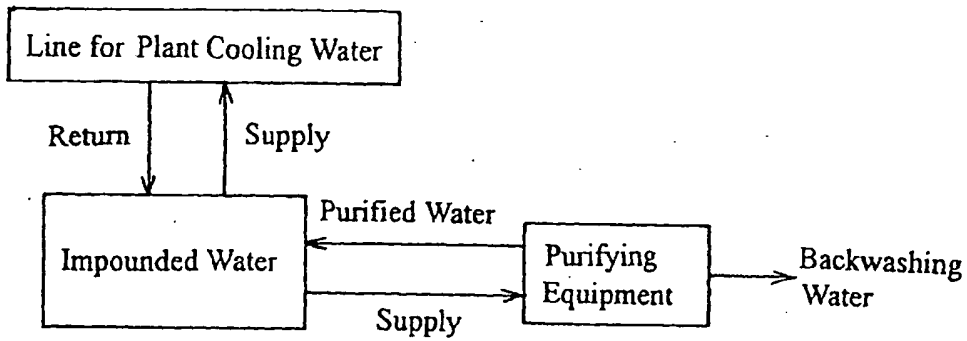 Line for Plant Cooling Water
Return
Supply
Impounded Water
Purified Water
Supply
Purifying
Equipment
Backwashing
Water